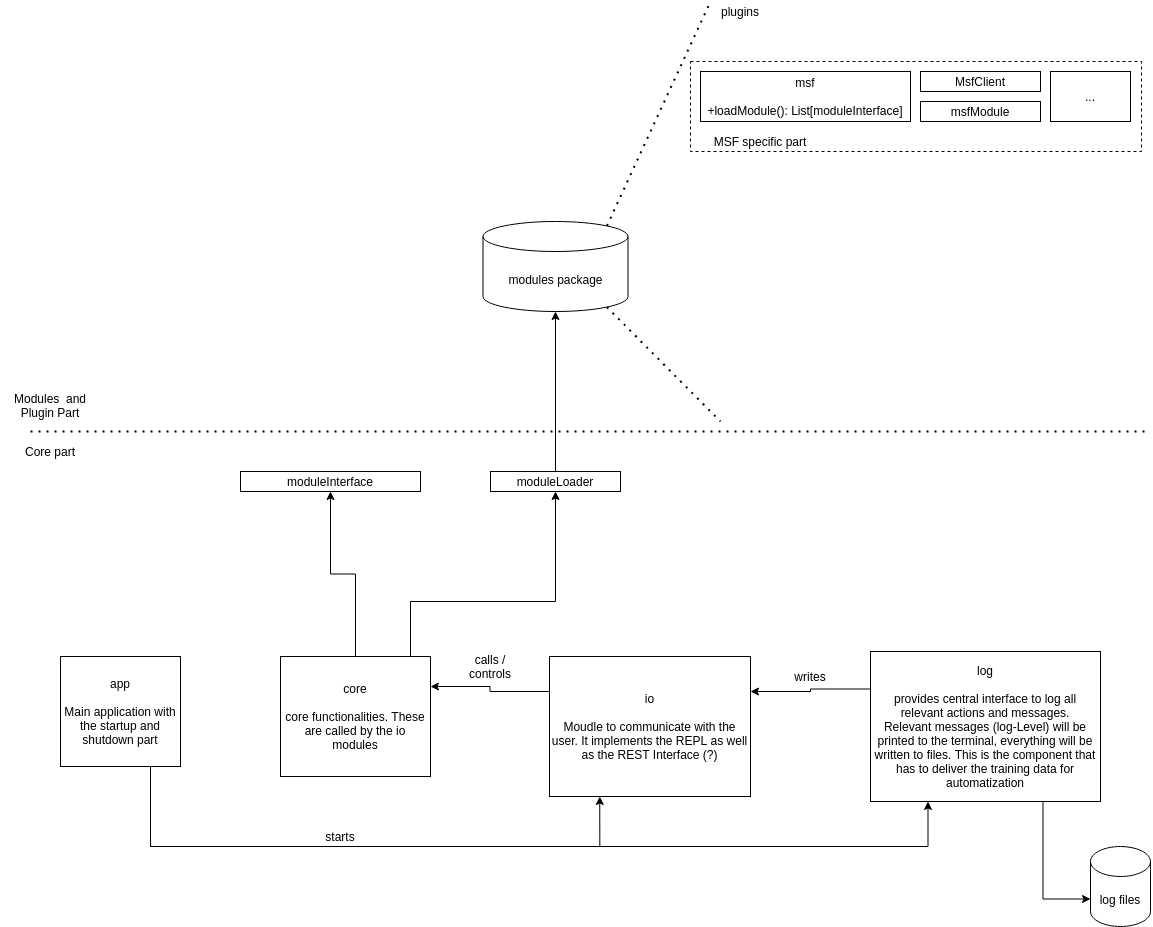 plugins
msf
+loadModule(): List[moduleInterface]
MsfClient
msfModule
...
MSF specific part
modules package
Modules and
Plugin Part
Core part
moduleInterface
moduleLoader
app
Main application with
the startup and
shutdown part
core
core functionalities. These
are called by the io
modules
calls /
controls
io
Moudle to communicate with the
user. It implements the REPL as well
as the REST Interface (?)
writes
log
provides central interface to log all
relevant actions and messages.
Relevant messages (log-Level) will be
printed to the terminal, everything will be
written to files. This is the component that
has to deliver the training data for
automatization
starts
log files